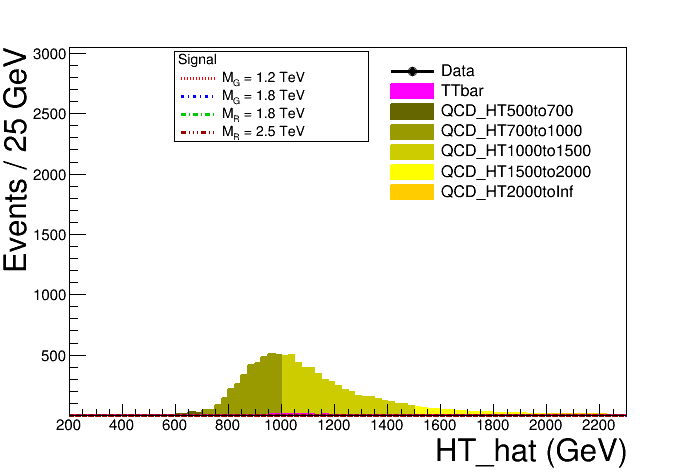 Events / 25 GeV
3000
2500
2000
1500
1000
500
Signal
M_G = 1.2 TeV
M_G = 1.8 TeV
M_R = 1.8 TeV
M_R = 2.5 TeV
Data
TTbar
QCD_HT500to700
QCD_HT700to1000
QCD_HT1000to1500
QCD_HT1500to2000
QCD_HT2000toInf
200 400 600 800 1000 1200 1400 1600 1800 2000 2200
HT_hat (GeV)